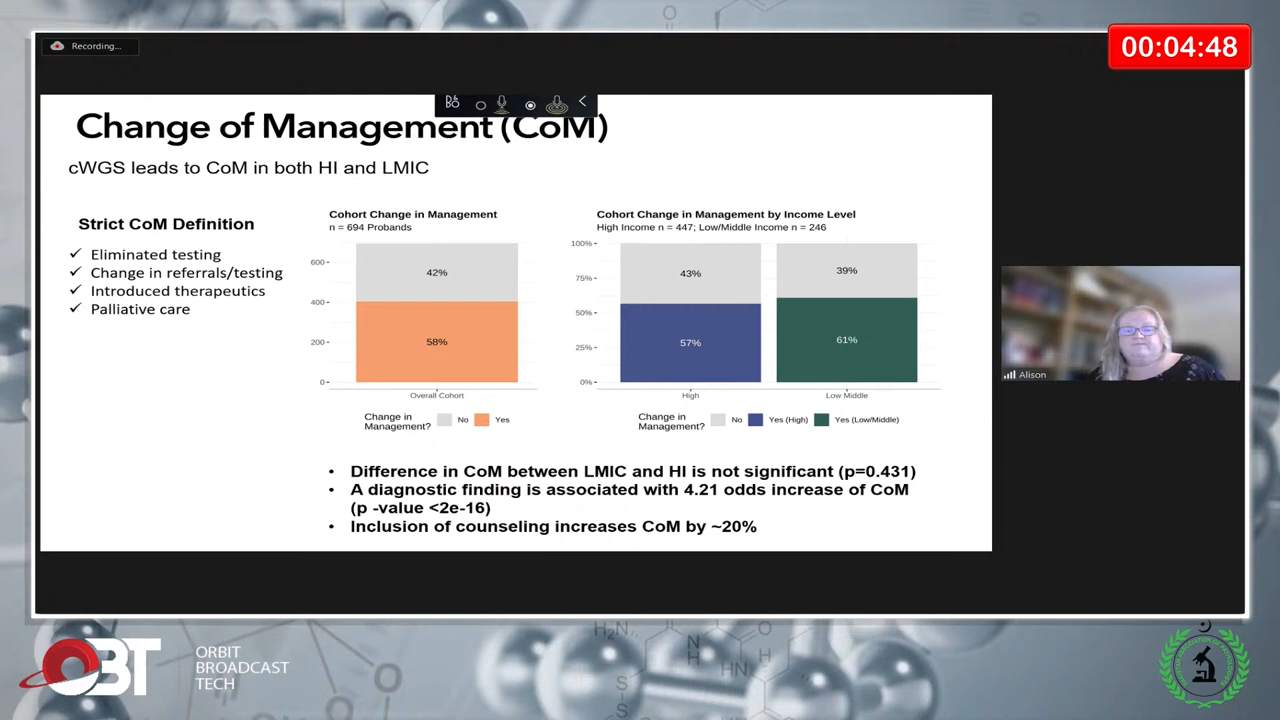 Recording...
00:04:48
Change of Management (CoM)
cWGS leads to CoM in both HI and LMIC
Strict CoM Definition
✓ Eliminated testing
✓ Change in referrals/testing
✓ Introduced therapeutics
✓ Palliative care
Cohort Change in Management
n = 694 Probands
600
400
200
0
42%
58%
Overall Cohort
Change in
Management?
No
Yes
Cohort Change in Management by Income Level
High Income n = 447; Low/Middle Income n = 246
100%
75%
50%
25%
0%
43%
57%
39%
61%
High
Low Middle
Change in
Management?
No
Yes (High)
Yes (Low/Middle)
• Difference in CoM between LMIC and HI is not significant (p=0.431)
• A diagnostic finding is associated with 4.21 odds increase of CoM
(p -value <2e-16)
• Inclusion of counseling increases CoM by ~20%
Alison
OBT
ORBIT
BROADCAST
TECH
H₂N
N
H
O
HN
S
S
O